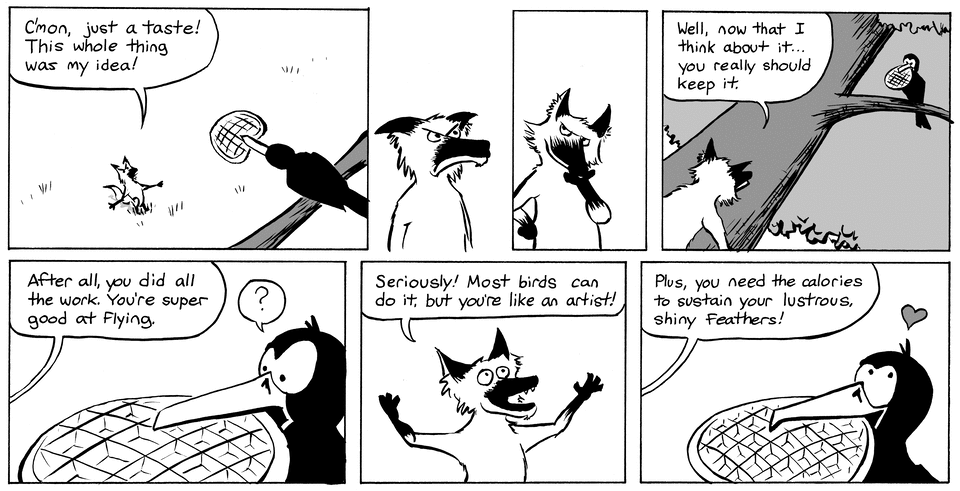 C'mon, just a taste!
This whole thing
was my idea!
Well, now that I
think about it...
you really should
keep it.
After all, you did all
the work. You're super
good at flying.
?
Seriously! Most birds can
do it, but you're like an artist!
Plus, you need the calories
to sustain your lustrous,
shiny feathers!